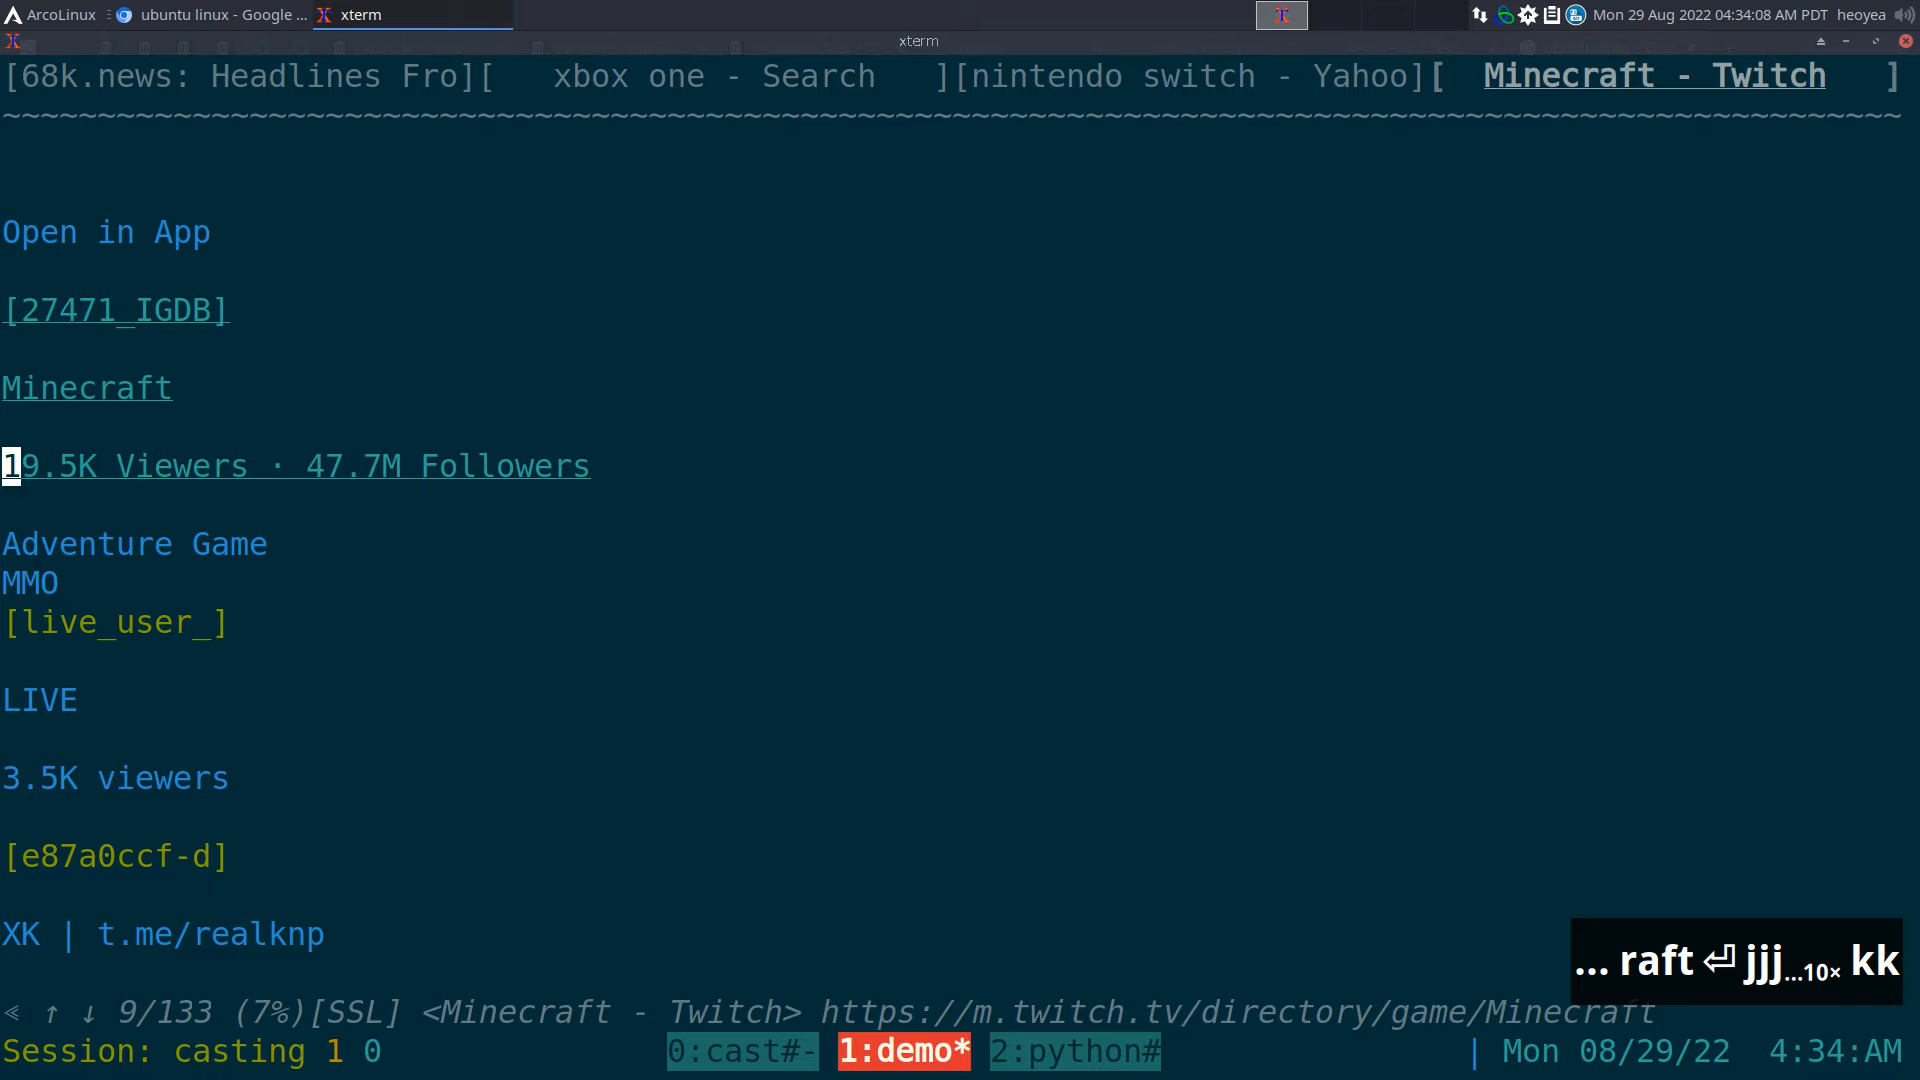 ArcoLinux ubuntu linux - Google ... xterm Mon 29 Aug 2022 04:34:08 AM PDT heoyea
xterm
[68k.news: Headlines Fro][ xbox one - Search ][nintendo switch - Yahoo][ Minecraft - Twitch ]
~~~~~~~~~~~~~~~~~~~~~~~~~~~~~~~~~~~~~~~~~~~~~~~~~~~~~~~~~~~~~~~~~~~~~~~~~~~~~~~~~~~~~~~~~~~~~~~~~~~~
Open in App
[27471_IGDB]
Minecraft
19.5K Viewers · 47.7M Followers
Adventure Game
MMO
[live_user_]
LIVE
3.5K viewers
[e87a0ccf-d]
XK | t.me/realknp
... raft ⏎ jjj...10× kk
⪡ ↑ ↓ 9/133 (7%)[SSL] <Minecraft - Twitch> https://m.twitch.tv/directory/game/Minecraft
Session: casting 1 0 0:cast#- 1:demo* 2:python# | Mon 08/29/22 4:34:AM